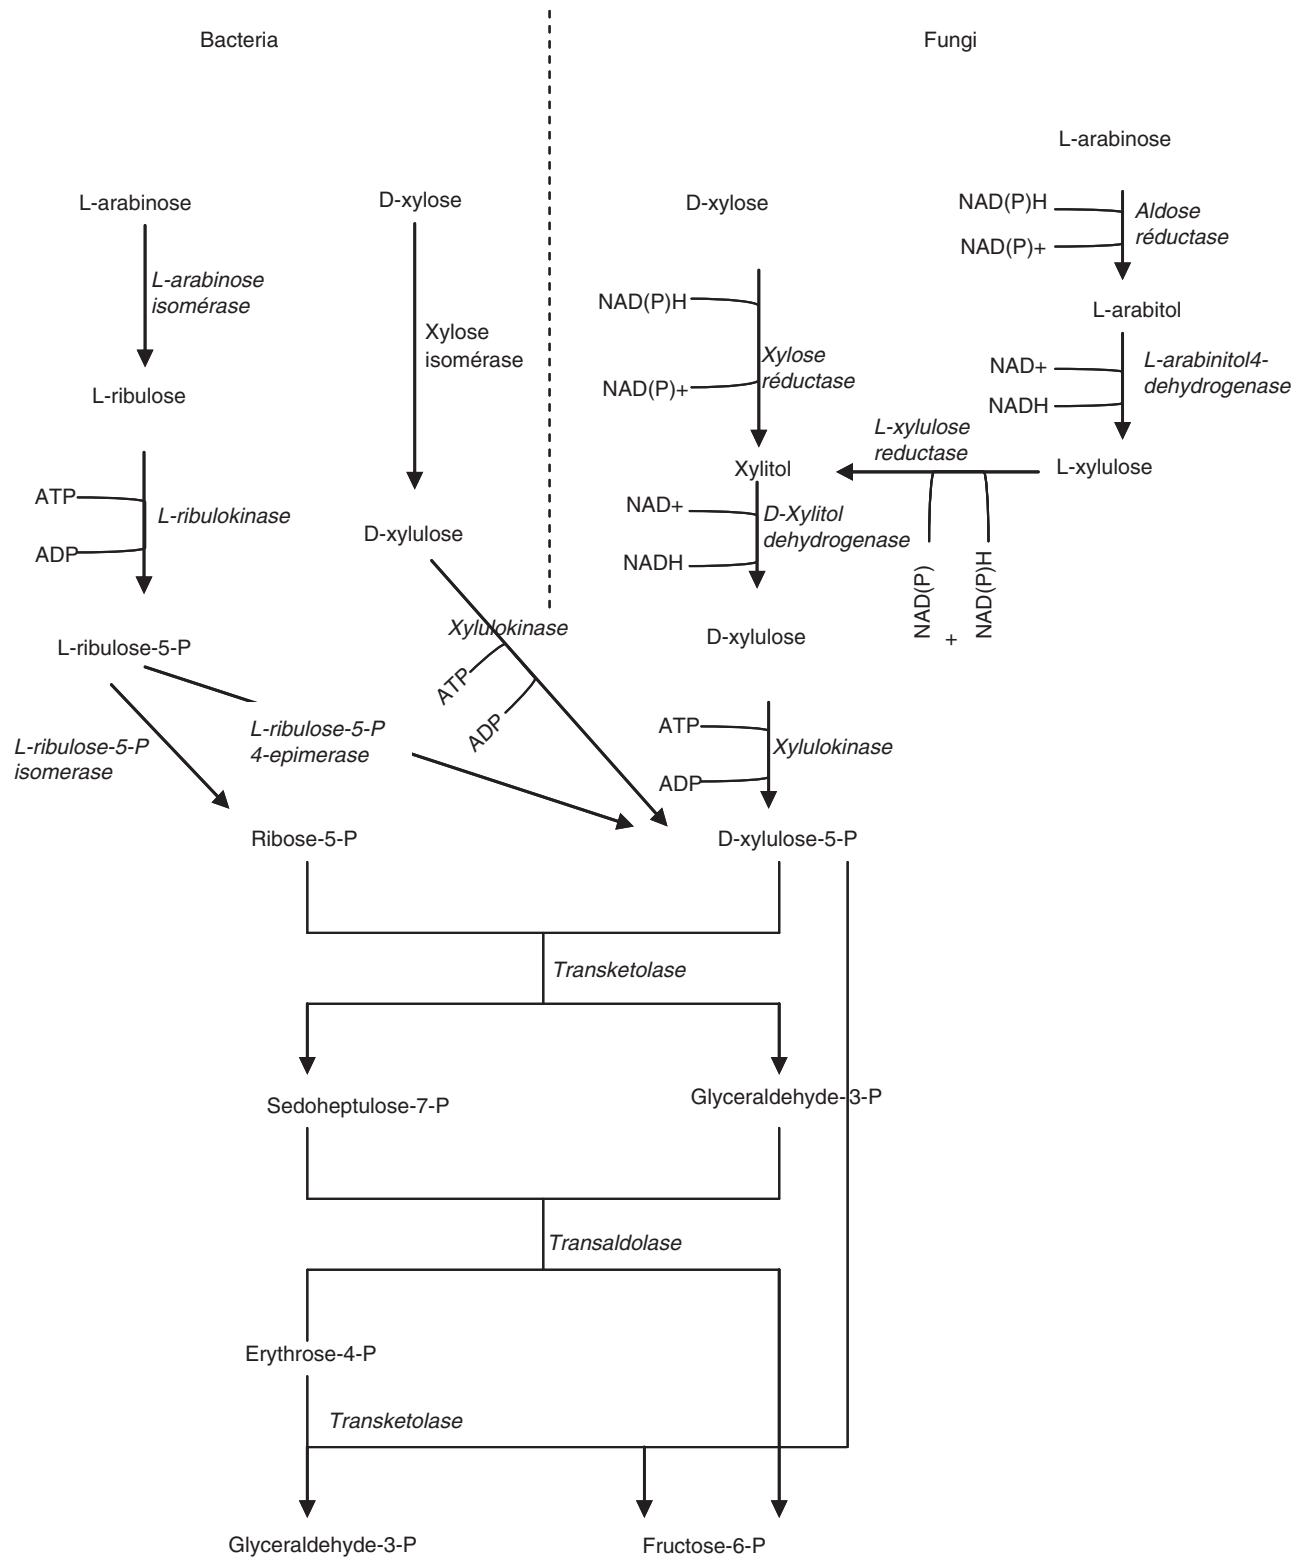 Bacteria
Fungi
L-arabinose
L-arabinose
D-xylose
D-xylose
NAD(P)H
Aldose
réductase
NAD(P)+
L-arabinose
isomérase
NAD(P)H
L-arabitol
Xylose
isomérase
Xylose
réductase
NAD+
L-arabinitol4-
dehydrogenase
NAD(P)+
NADH
L-ribulose
L-xylulose
reductase
Xylitol
L-xylulose
ATP
L-ribulokinase
ADP
D-xylulose
NAD+
D-Xylitol
dehydrogenase
NADH
NAD(P)
+
NAD(P)H
Xylulokinase
ATP
ADP
D-xylulose
L-ribulose-5-P
L-ribulose-5-P
isomerase
L-ribulose-5-P
4-epimerase
ATP
Xylulokinase
ADP
Ribose-5-P
D-xylulose-5-P
Transketolase
Sedoheptulose-7-P
Glyceraldehyde-3-P
Transaldolase
Erythrose-4-P
Transketolase
Glyceraldehyde-3-P
Fructose-6-P